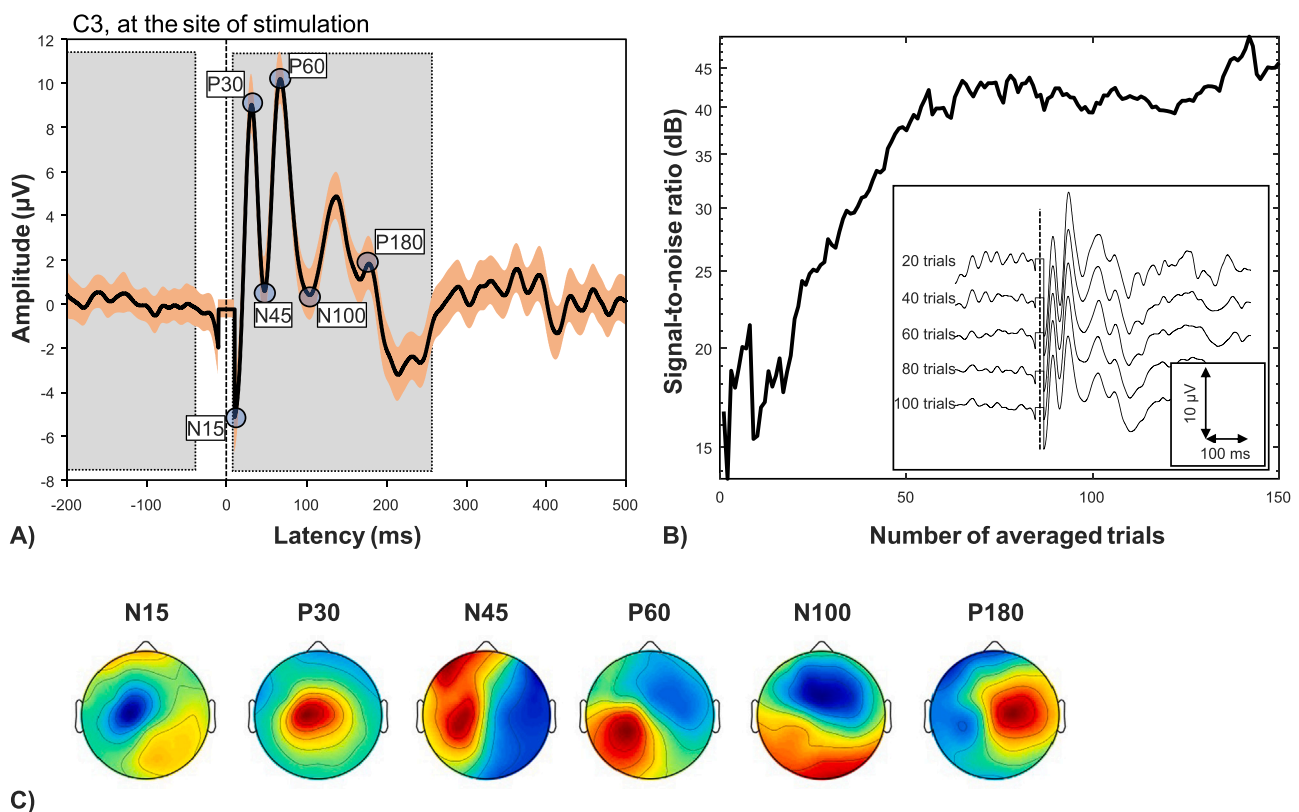 C3, at the site of stimulation
12
10
8
6
4
2
0
-2
-4
-6
-8
Amplitude (µV)
P30
P60
P180
N45
N100
N15
-200
-100
0
100
200
300
400
500
Latency (ms)
A)
45
40
35
30
25
20
15
Signal-to-noise ratio (dB)
20 trials
40 trials
60 trials
80 trials
100 trials
10 µV
100 ms
0
50
100
150
Number of averaged trials
B)
N15
P30
N45
P60
N100
P180
C)